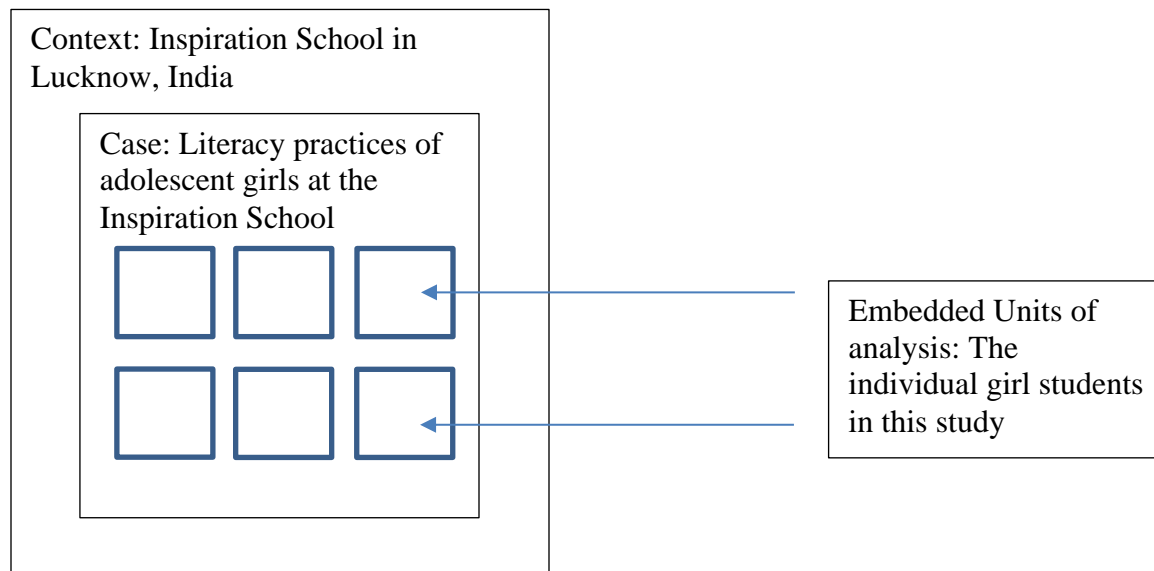 Context: Inspiration School in
Lucknow, India
Case: Literacy practices of
adolescent girls at the
Inspiration School
Embedded Units of
analysis: The
individual girl students
in this study